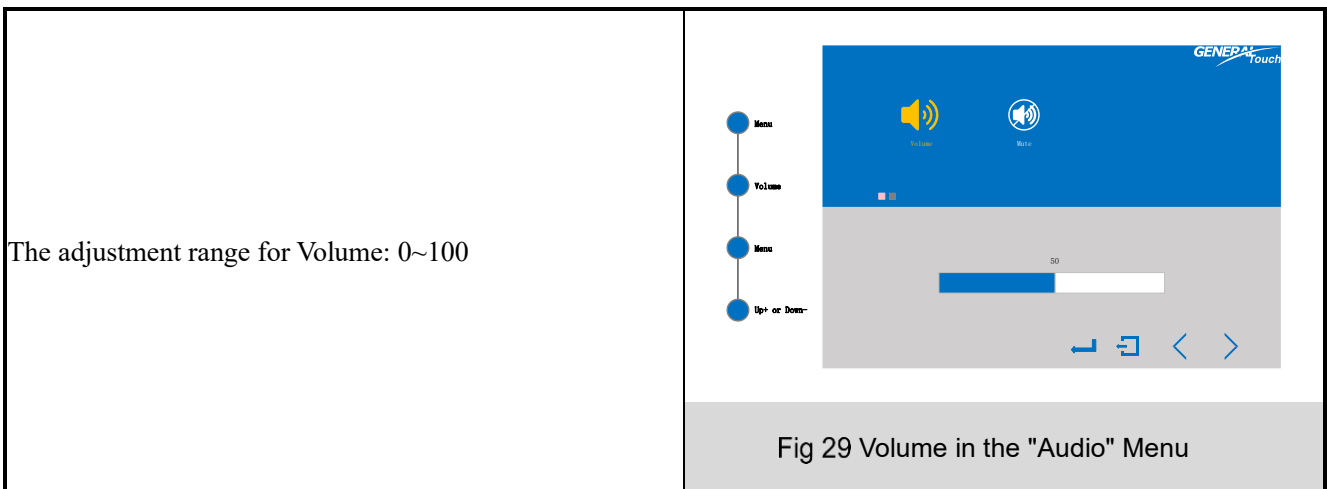 The adjustment range for Volume: 0~100
GENERAL Touch
Menu
Volume
Menu
Up+ or Down-
Volume
Mute
50
Fig 29 Volume in the "Audio" Menu